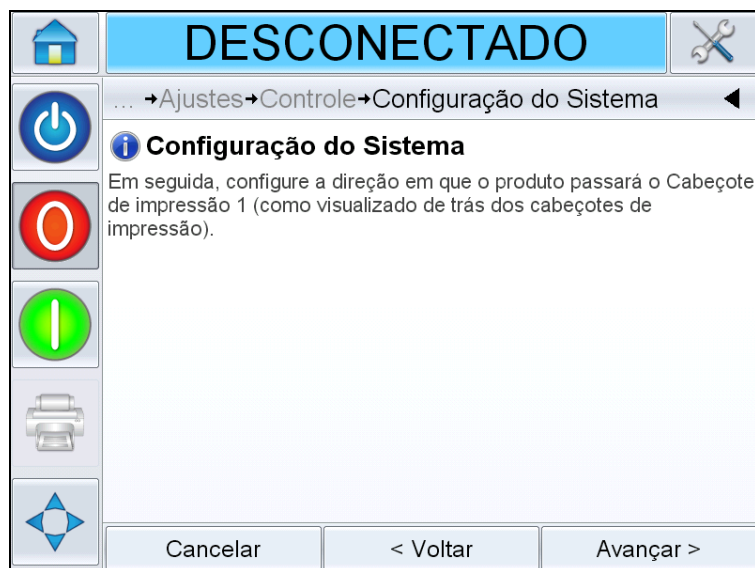 DESCONECTADO
... →Ajustes→Controle→Configuração do Sistema
Configuração do Sistema
Em seguida, configure a direção em que o produto passará o Cabeçote
de impressão 1 (como visualizado de trás dos cabeçotes de
impressão).
Cancelar
< Voltar
Avançar >